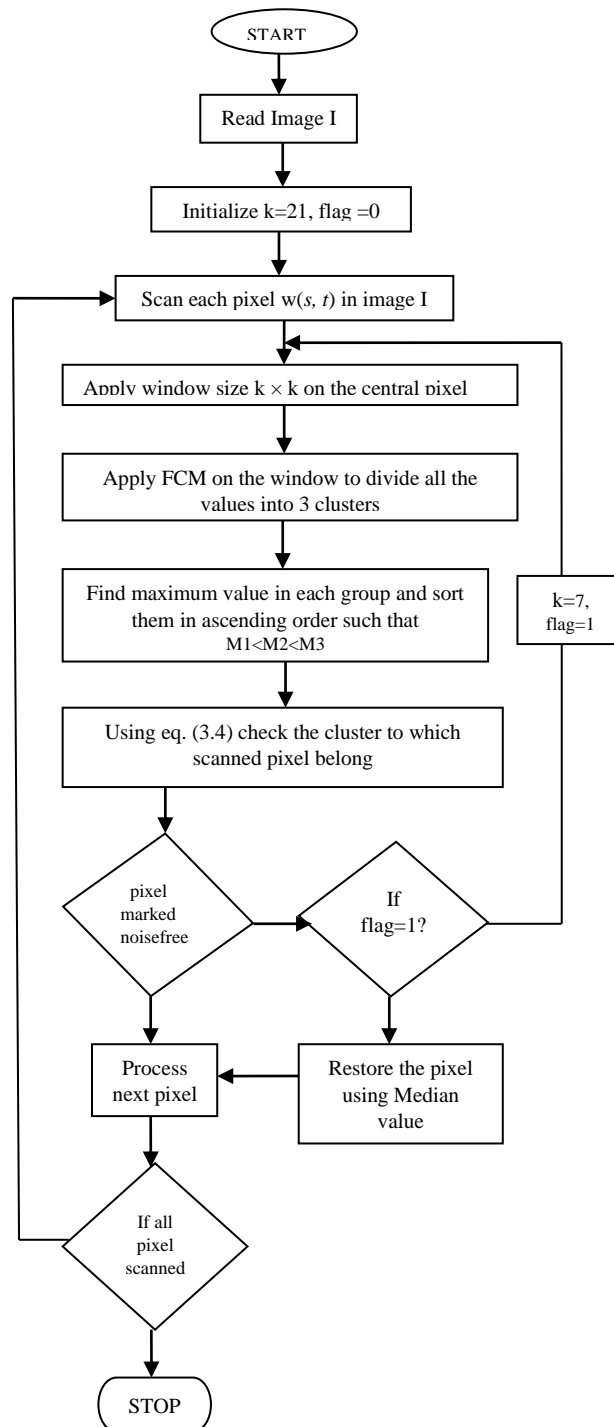 START
Read Image I
Initialize k=21, flag =0
Scan each pixel w(s, t) in image I
Apply window size k × k on the central pixel
Apply FCM on the window to divide all the
values into 3 clusters
Find maximum value in each group and sort
them in ascending order such that
M1<M2<M3
k=7,
flag=1
Using eq. (3.4) check the cluster to which
scanned pixel belong
pixel
marked
noisefree
If
flag=1?
Process
next pixel
Restore the pixel
using Median
value
If all
pixel
scanned
STOP